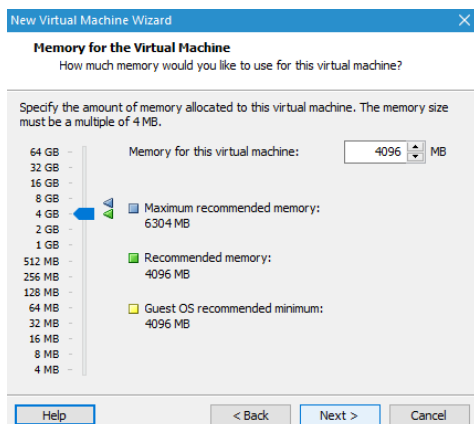 New Virtual Machine Wizard
Memory for the Virtual Machine
How much memory would you like to use for this virtual machine?
Specify the amount of memory allocated to this virtual machine. The memory size
must be a multiple of 4 MB.
64 GB
32 GB
16 GB
8 GB
4 GB
2 GB
1 GB
512 MB
256 MB
128 MB
64 MB
32 MB
16 MB
8 MB
4 MB
Memory for this virtual machine: 4096 MB
Maximum recommended memory:
6304 MB
Recommended memory:
4096 MB
Guest OS recommended minimum:
4096 MB
Help < Back Next > Cancel